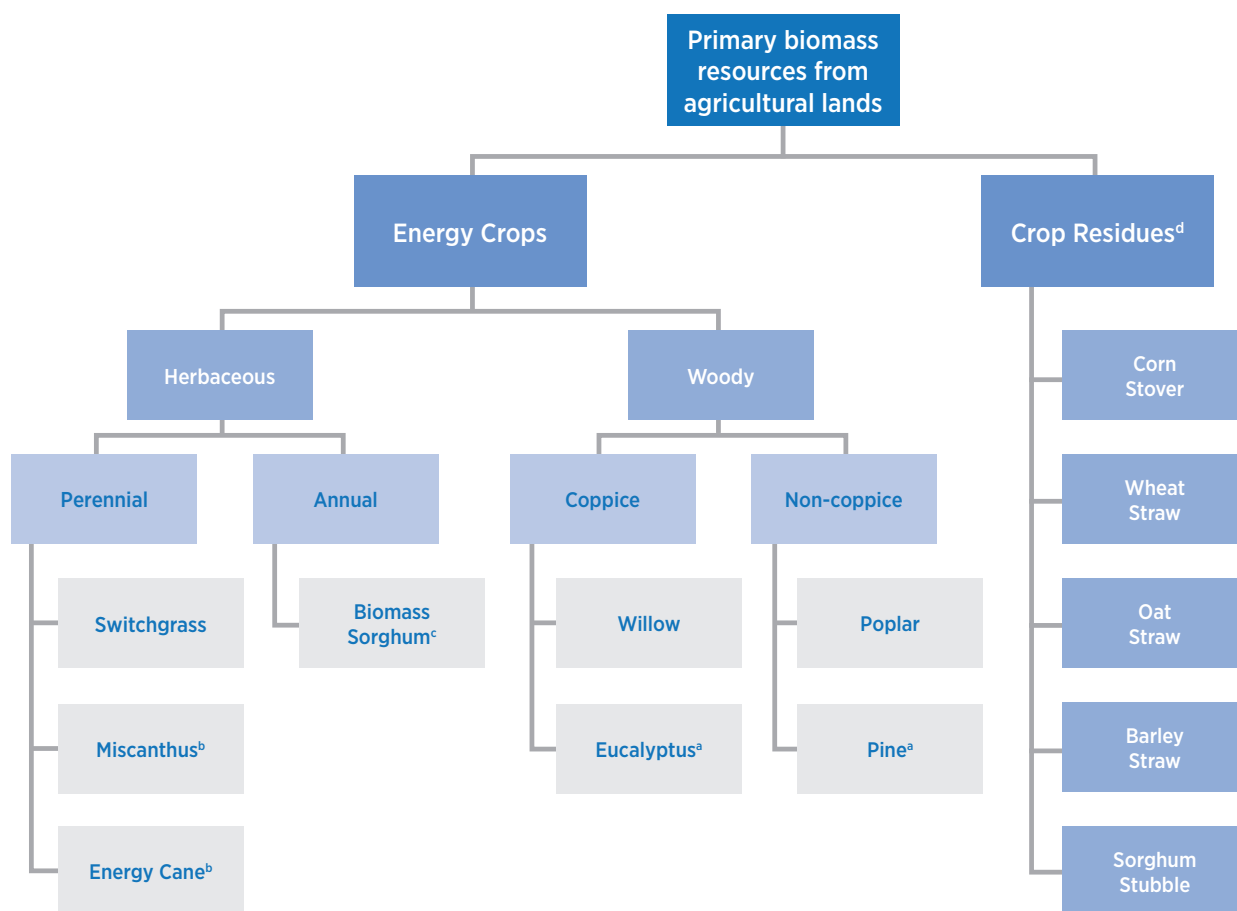 Primary biomass
resources from
agricultural lands
Energy Crops
Crop Residuesᵈ
Herbaceous
Woody
Perennial
Annual
Coppice
Non-coppice
Switchgrass
Miscanthusᵇ
Energy Caneᵇ
Biomass
Sorghumᶜ
Willow
Eucalyptusᵃ
Poplar
Pineᵃ
Corn
Stover
Wheat
Straw
Oat
Straw
Barley
Straw
Sorghum
Stubble